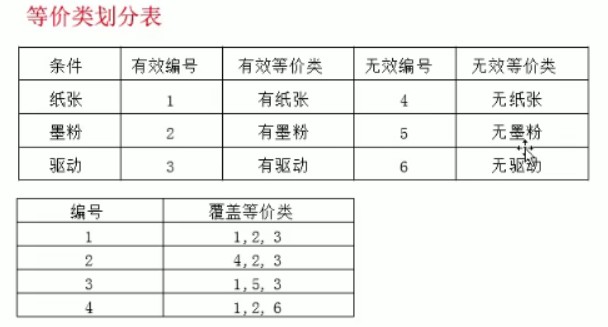 等价类划分表
条件 有效编号 有效等价类 无效编号 无效等价类
纸张 1 有纸张 4 无纸张
墨粉 2 有墨粉 5 无墨粉
驱动 3 有驱动 6 无驱动
编号 覆盖等价类
1 1,2,3
2 4,2,3
3 1,5,3
4 1,2,6